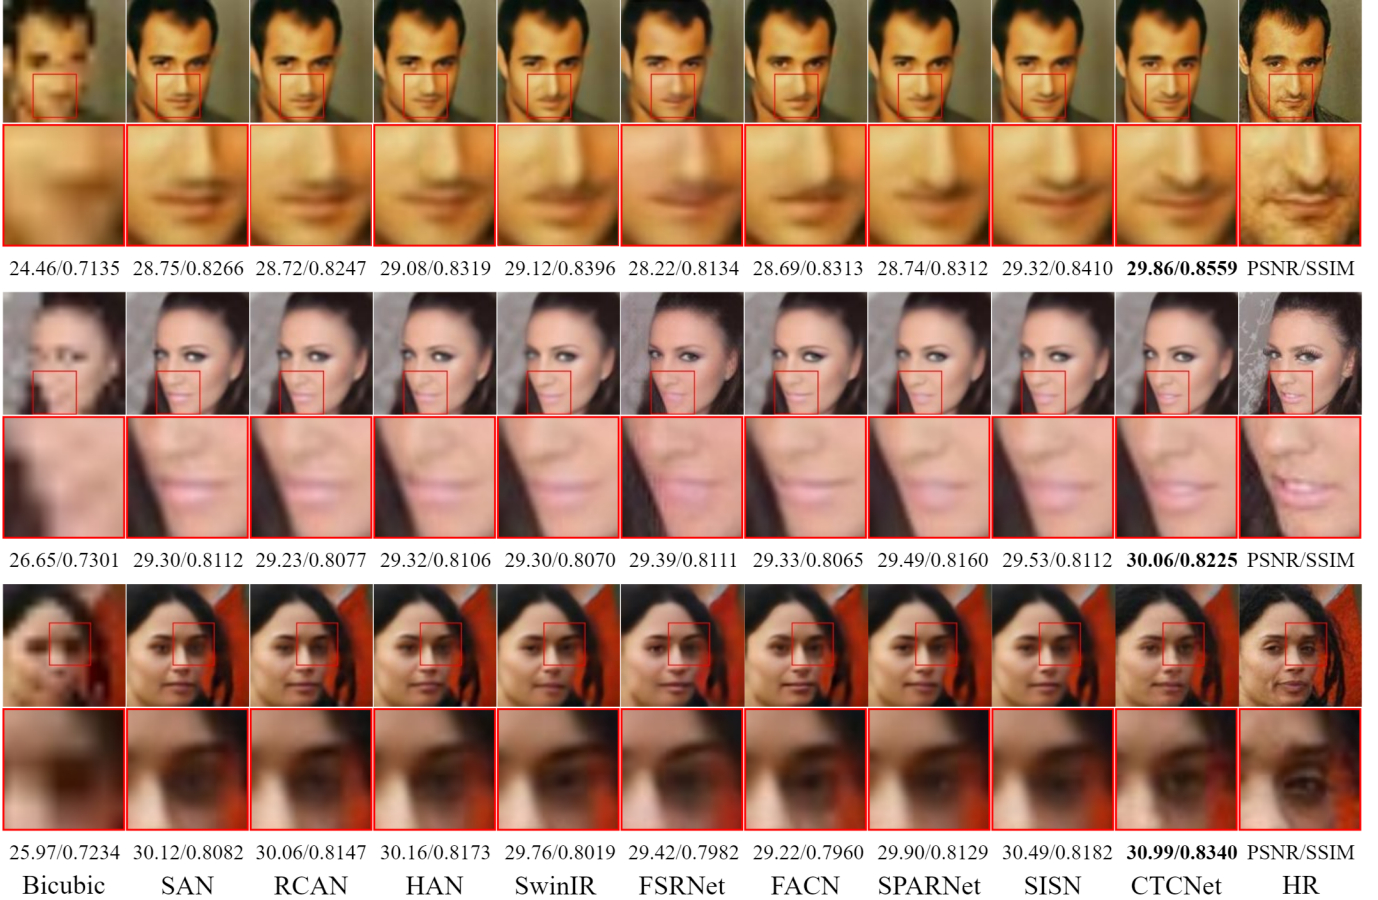 24.46/0.7135 28.75/0.8266 28.72/0.8247 29.08/0.8319 29.12/0.8396 28.22/0.8134 28.69/0.8313 28.74/0.8312 29.32/0.8410 29.86/0.8559 PSNR/SSIM
26.65/0.7301 29.30/0.8112 29.23/0.8077 29.32/0.8106 29.30/0.8070 29.39/0.8111 29.33/0.8065 29.49/0.8160 29.53/0.8112 30.06/0.8225 PSNR/SSIM
25.97/0.7234 30.12/0.8082 30.06/0.8147 30.16/0.8173 29.76/0.8019 29.42/0.7982 29.22/0.7960 29.90/0.8129 30.49/0.8182 30.99/0.8340 PSNR/SSIM
Bicubic SAN RCAN HAN SwinIR FSRNet FACN SPARNet SISN CTCNet HR